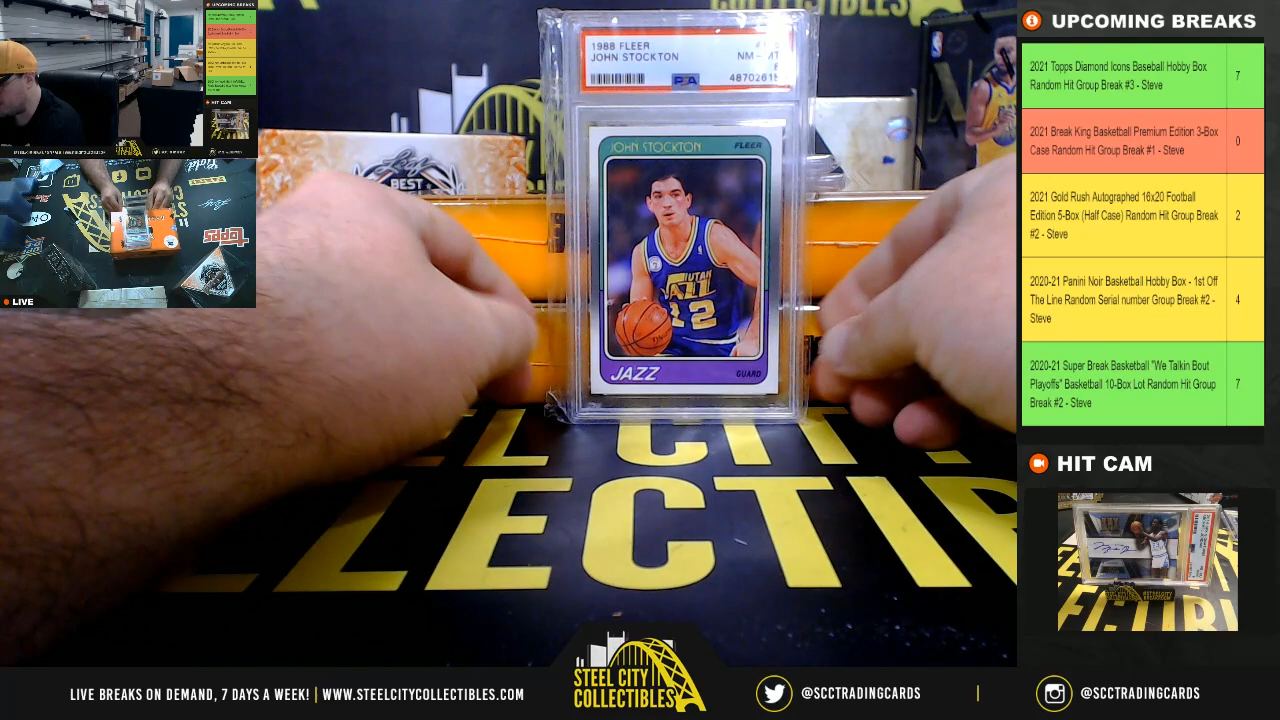 UPCOMING BREAKS
2021 Topps Diamond Icons Baseball Hobby Box
Random Hit Group Break #3 - Steve
7
2021 Break King Basketball Premium Edition 3-Box
Case Random Hit Group Break #1 - Steve
0
2021 Gold Rush Autographed 16x20 Football
Edition 5-Box (Half Case) Random Hit Group Break
#2 - Steve
2
2020-21 Panini Noir Basketball Hobby Box - 1st Off
The Line Random Serial number Group Break #2 -
Steve
4
2020-21 Super Break Basketball "We Talkin Bout
Playoffs" Basketball 10-Box Lot Random Hit Group
Break #2 - Steve
7
HIT CAM
LIVE
topps
BEST
1988 FLEER
JOHN STOCKTON
NM - MT
PSA
JOHN STOCKTON
FLEER
UTAH
JAZZ
12
JAZZ
GUARD
LIVE BREAKS ON DEMAND, 7 DAYS A WEEK! | WWW.STEELCITYCOLLECTIBLES.COM
STEEL CITY
COLLECTIBLES
@SCCTRADINGCARDS
@SCCTRADINGCARDS